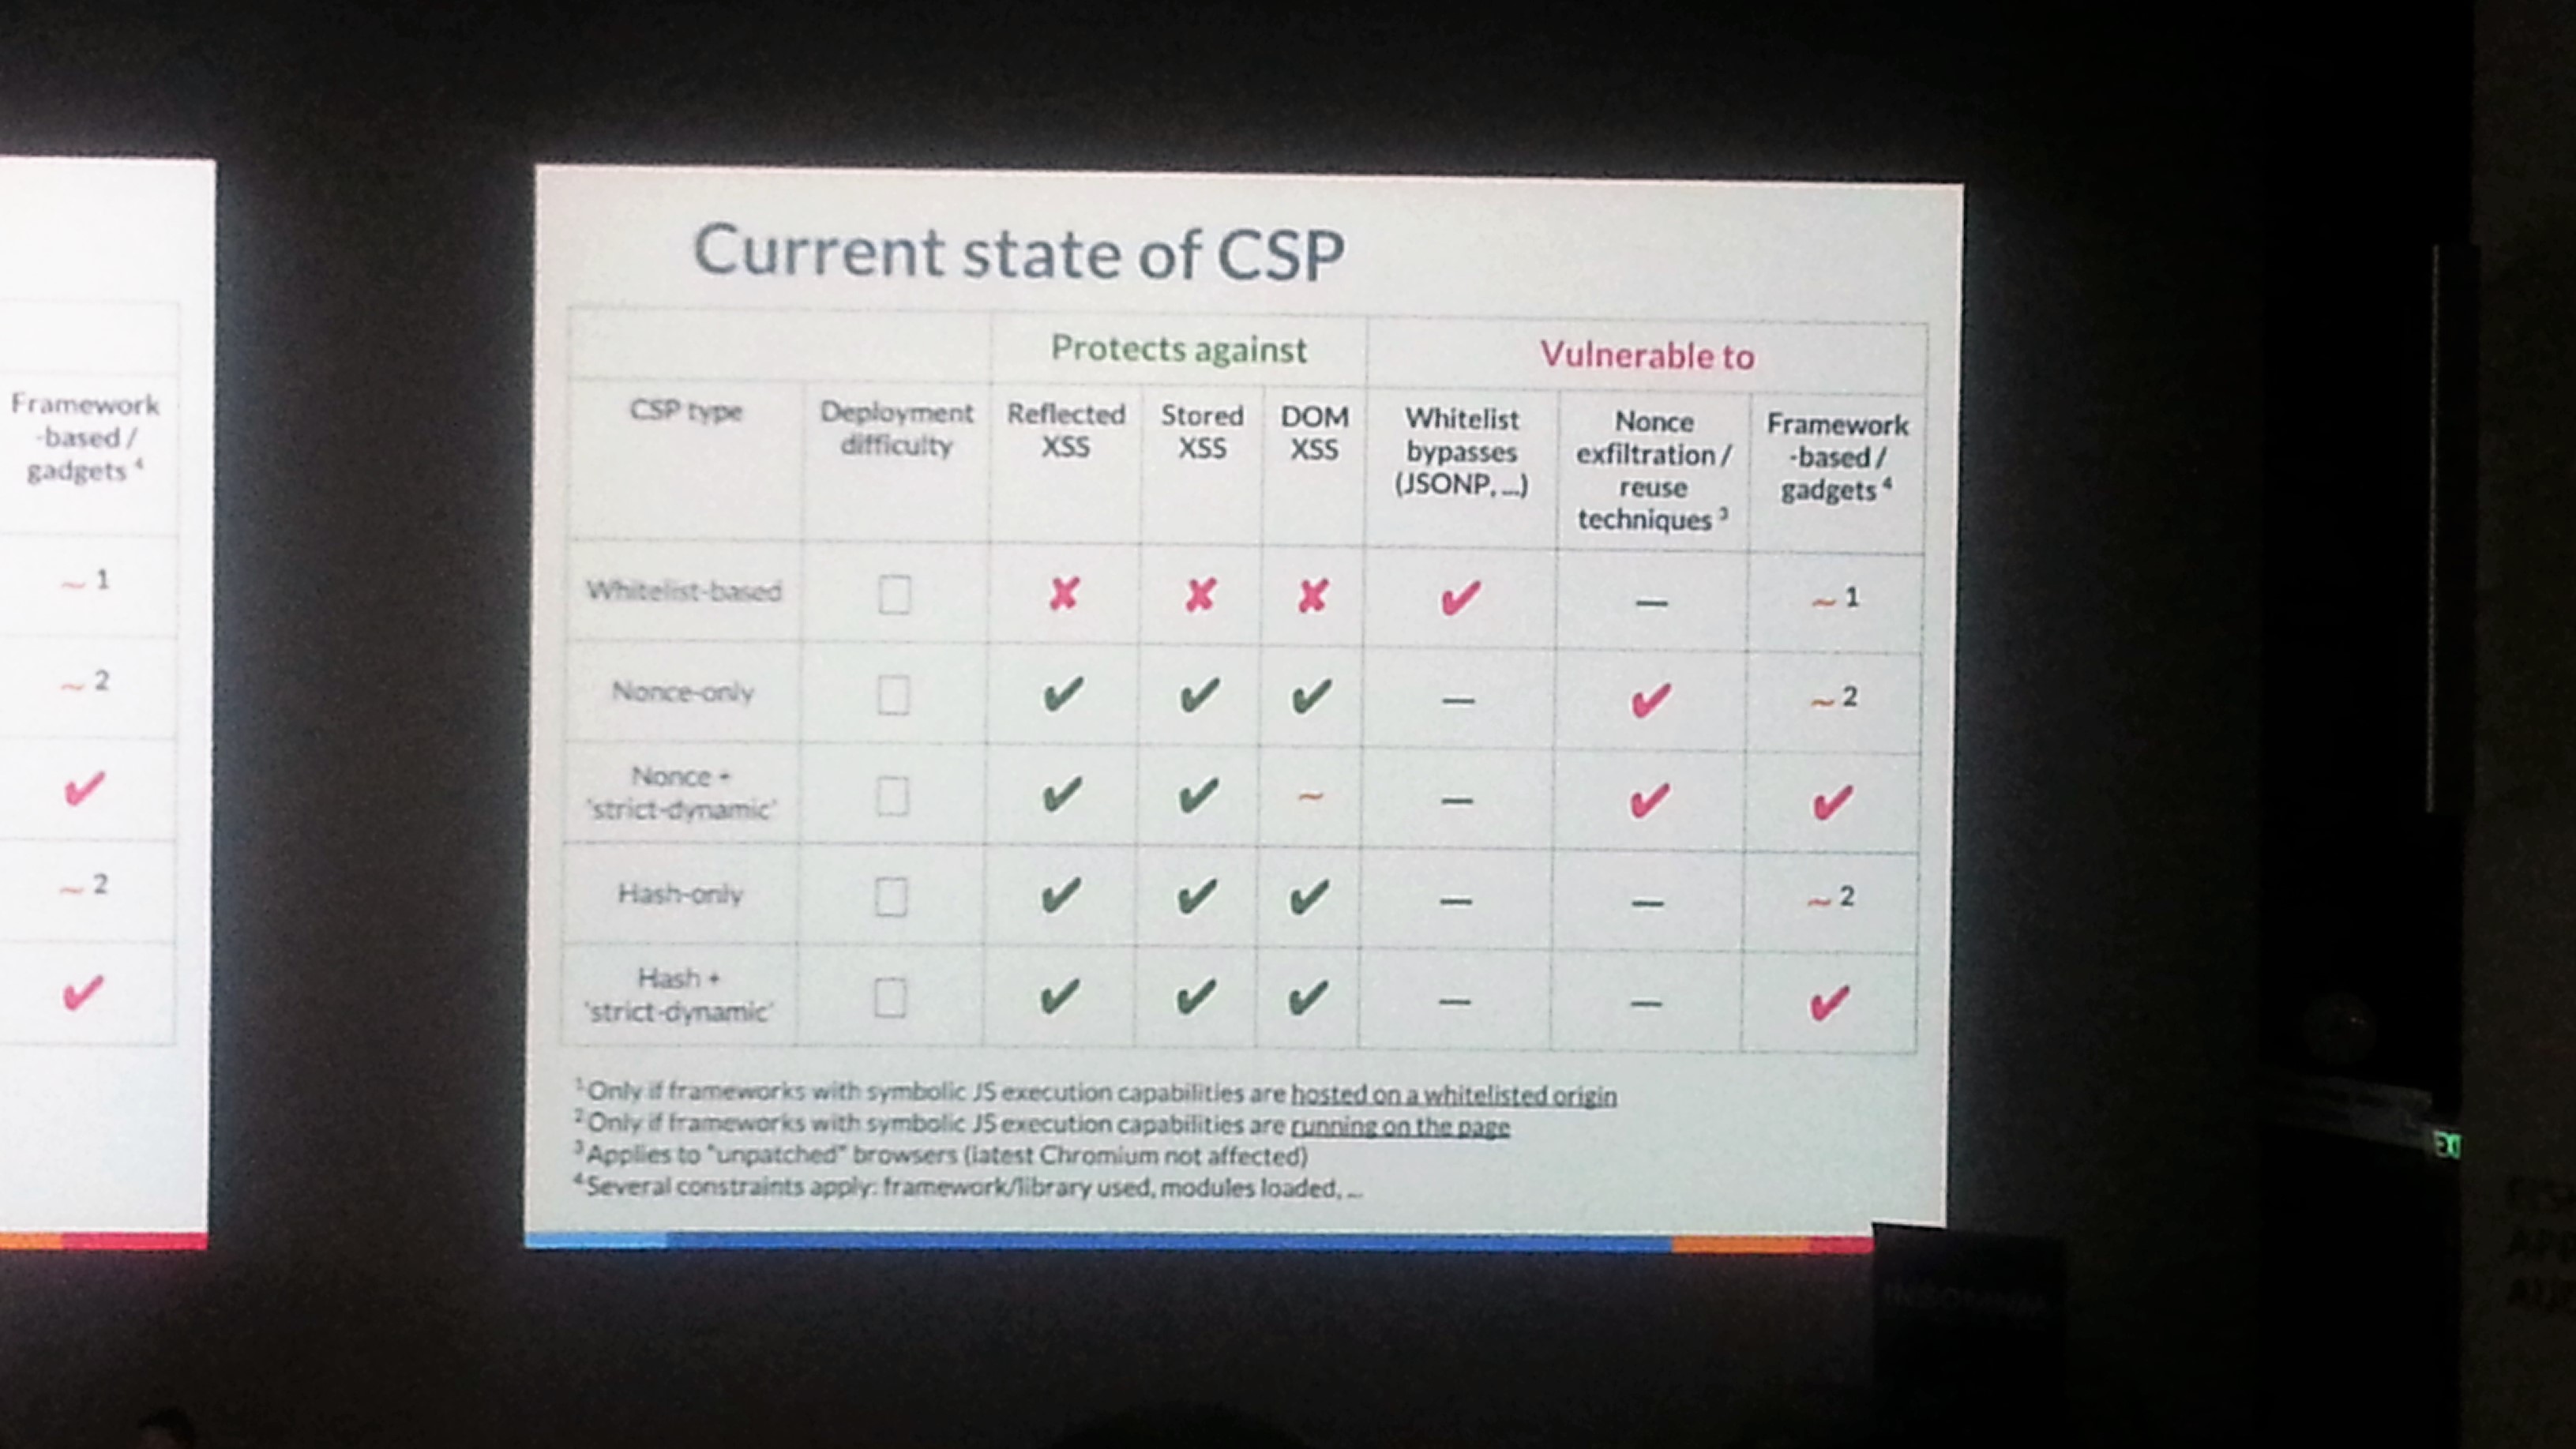 Framework
-based /
gadgets 4
~ 1
~ 2
✔
~ 2
✔
Current state of CSP
Protects against
Vulnerable to
CSP type
Deployment
difficulty
Reflected
XSS
Stored
XSS
DOM
XSS
Whitelist
bypasses
(JSONP, ...)
Nonce
exfiltration /
reuse
techniques 3
Framework
-based /
gadgets 4
Whitelist-based ✘ ✘ ✘ ✔ — ~ 1
Nonce-only ✔ ✔ ✔ — ✔ ~ 2
Nonce +
'strict-dynamic' ✔ ✔ ~ — ✔ ✔
Hash-only ✔ ✔ ✔ — — ~ 2
Hash +
'strict-dynamic' ✔ ✔ ✔ — — ✔
1 Only if frameworks with symbolic JS execution capabilities are hosted on a whitelisted origin
2 Only if frameworks with symbolic JS execution capabilities are running on the page
3 Applies to "unpatched" browsers (latest Chromium not affected)
4 Several constraints apply: framework/library used, modules loaded, ...